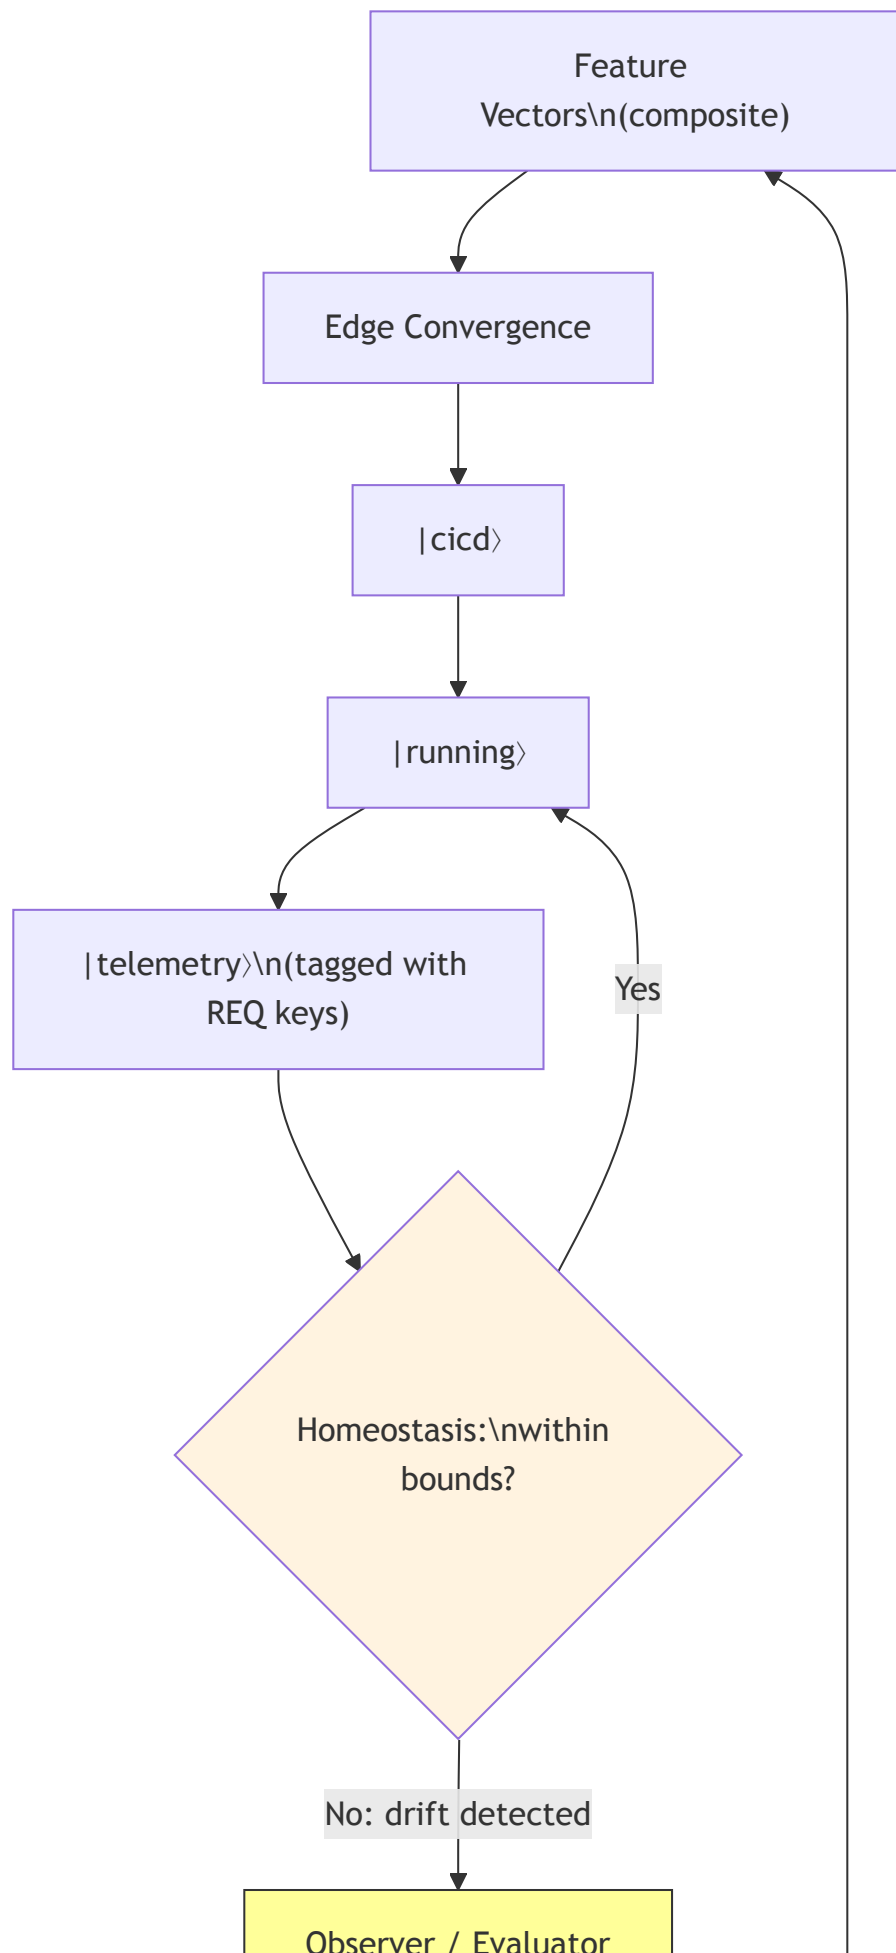 Feature
Vectors\n(composite)
Edge Convergence
|cicd〉
|running〉
|telemetry〉\n(tagged with
REQ keys)
Yes
Homeostasis:\nwithin
bounds?
No: drift detected
Observer / Evaluator